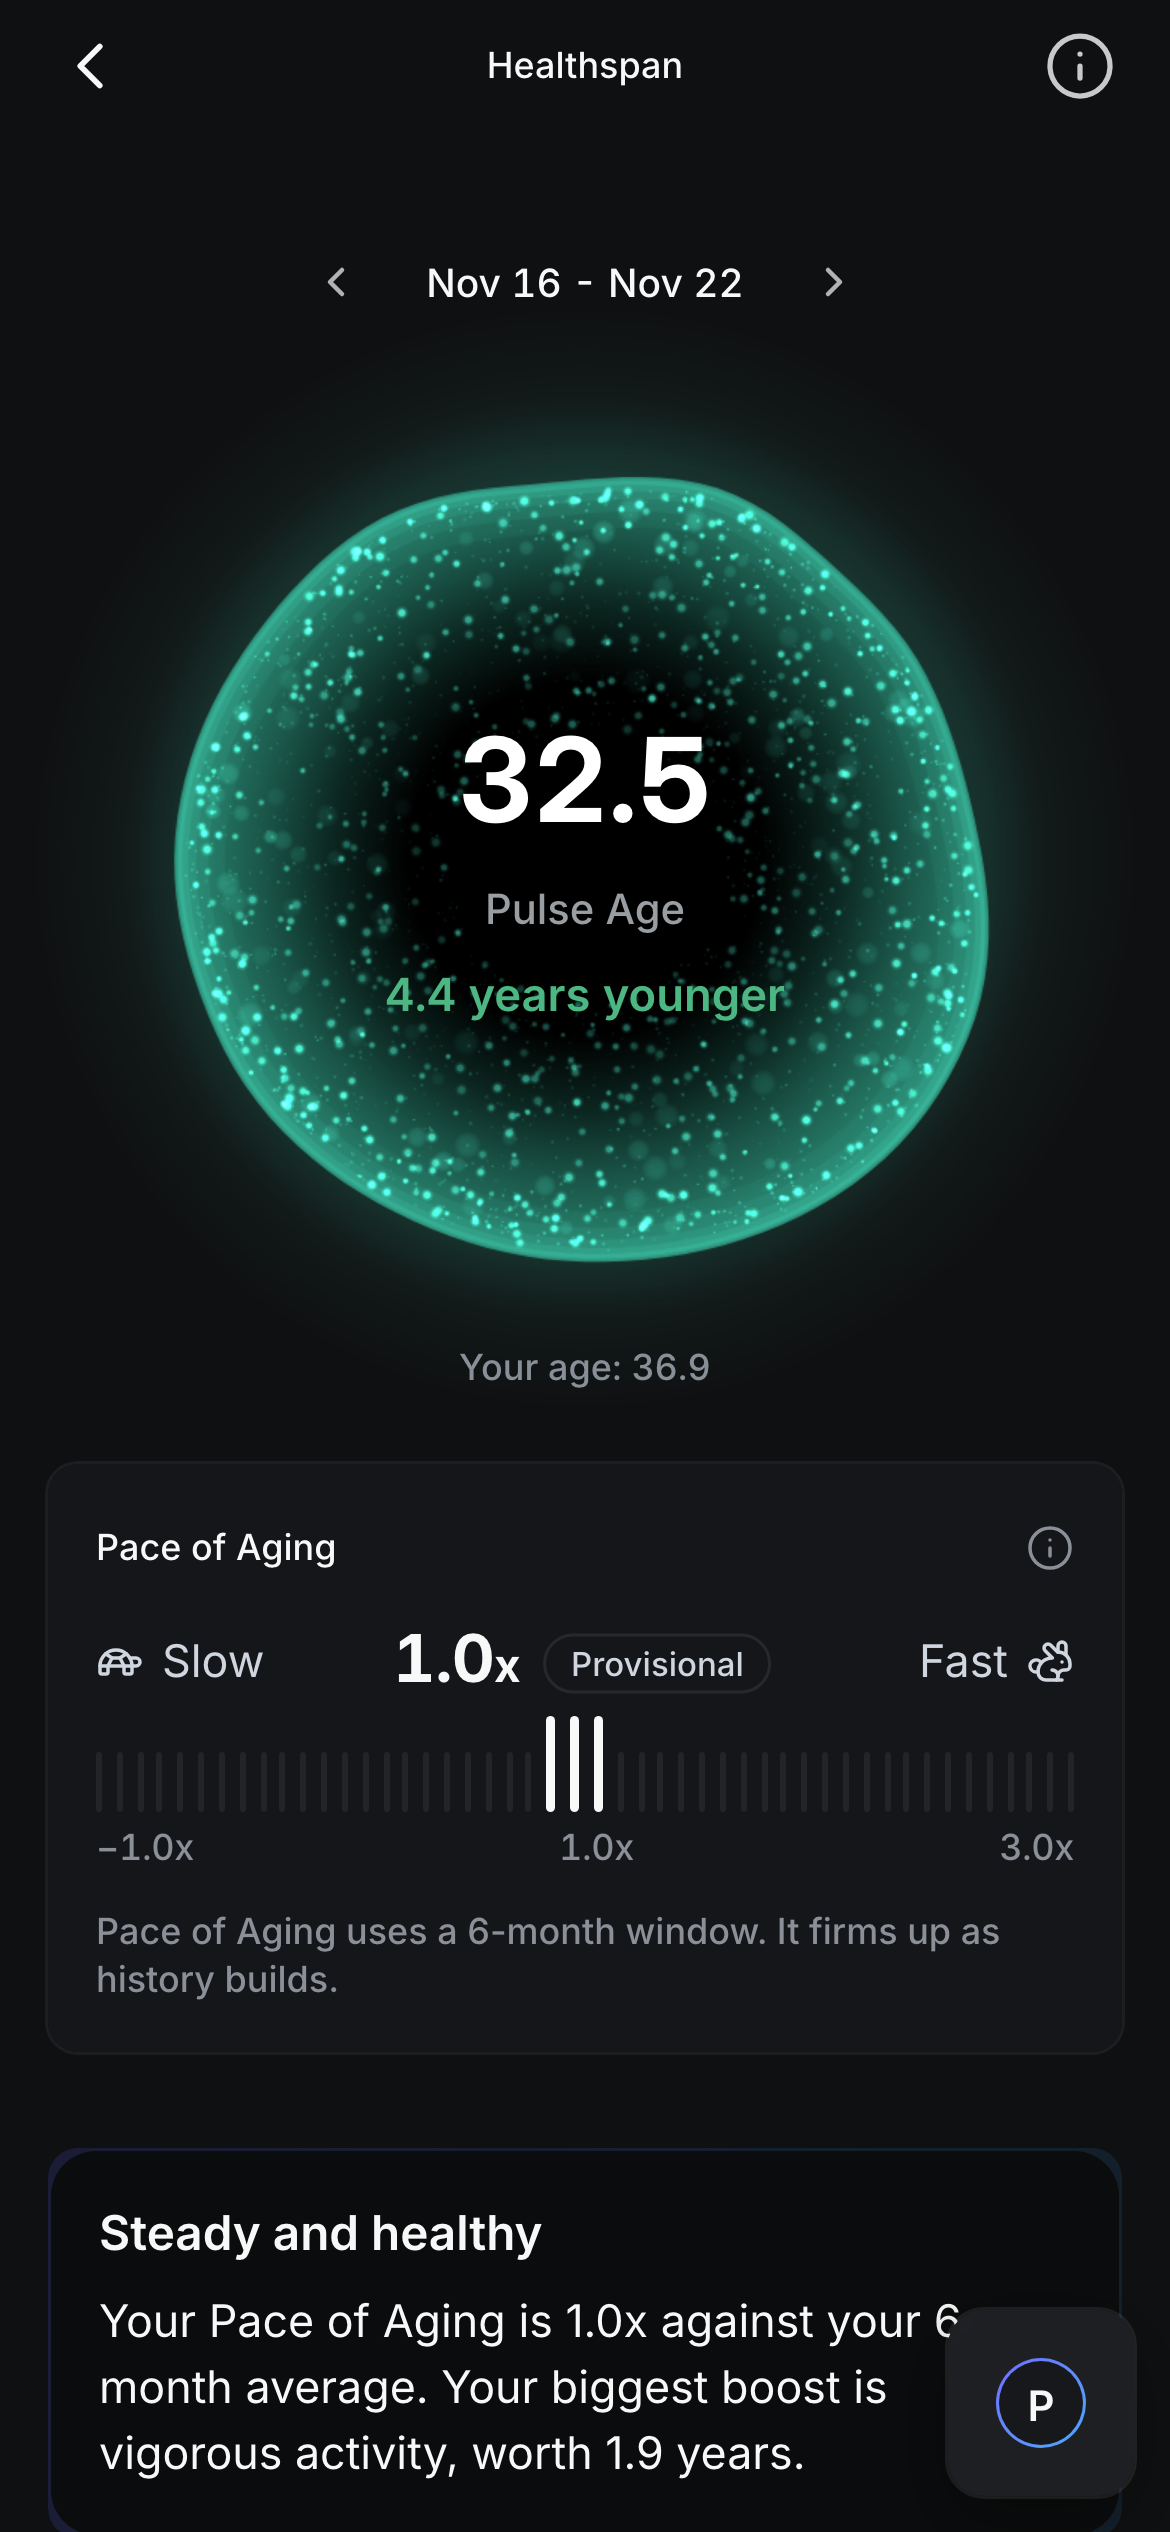 Healthspan
Nov 16 - Nov 22
32.5
Pulse Age
4.4 years younger
Your age: 36.9
Pace of Aging
Slow
1.0x
Provisional
Fast
−1.0x
1.0x
3.0x
Pace of Aging uses a 6-month window. It firms up as
history builds.
Steady and healthy
Your Pace of Aging is 1.0x against your 6
month average. Your biggest boost is
vigorous activity, worth 1.9 years.
P